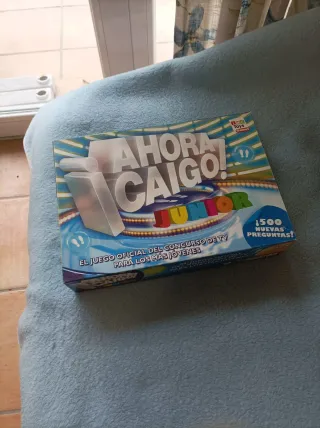 ¡AHORA
CAIGO!
JUNIOR
EL JUEGO OFICIAL DEL CONCURSO DE TV
PARA LOS MÁS JÓVENES
¡500
NUEVAS
PREGUNTAS!